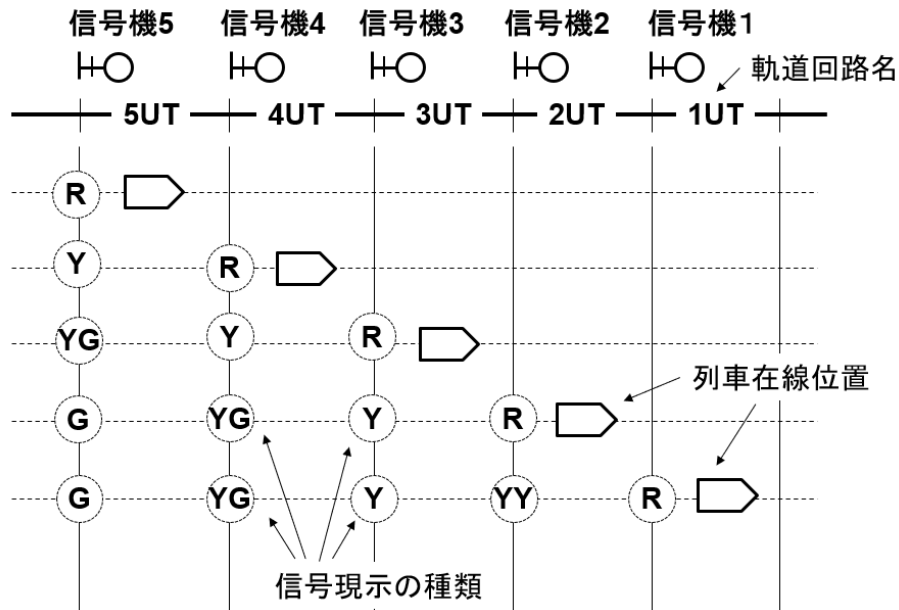 信号機5 信号機4 信号機3 信号機2 信号機1
軌道回路名
5UT 4UT 3UT 2UT 1UT
R
Y R
YG Y R
列車在線位置
G YG Y R
G YG Y YY R
信号現示の種類